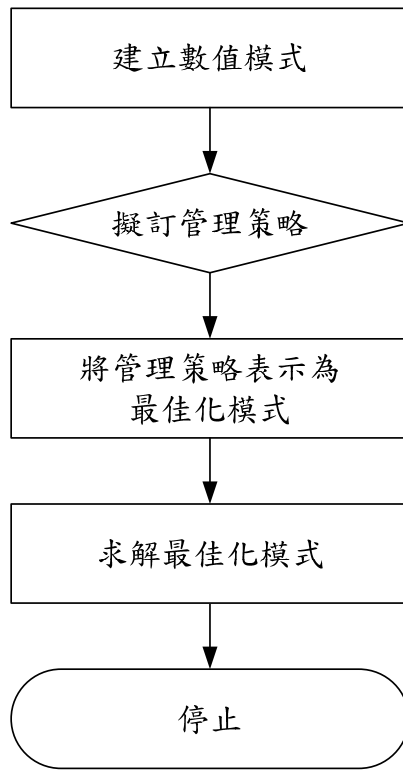 建立數值模式
擬訂管理策略
將管理策略表示為
最佳化模式
求解最佳化模式
停止